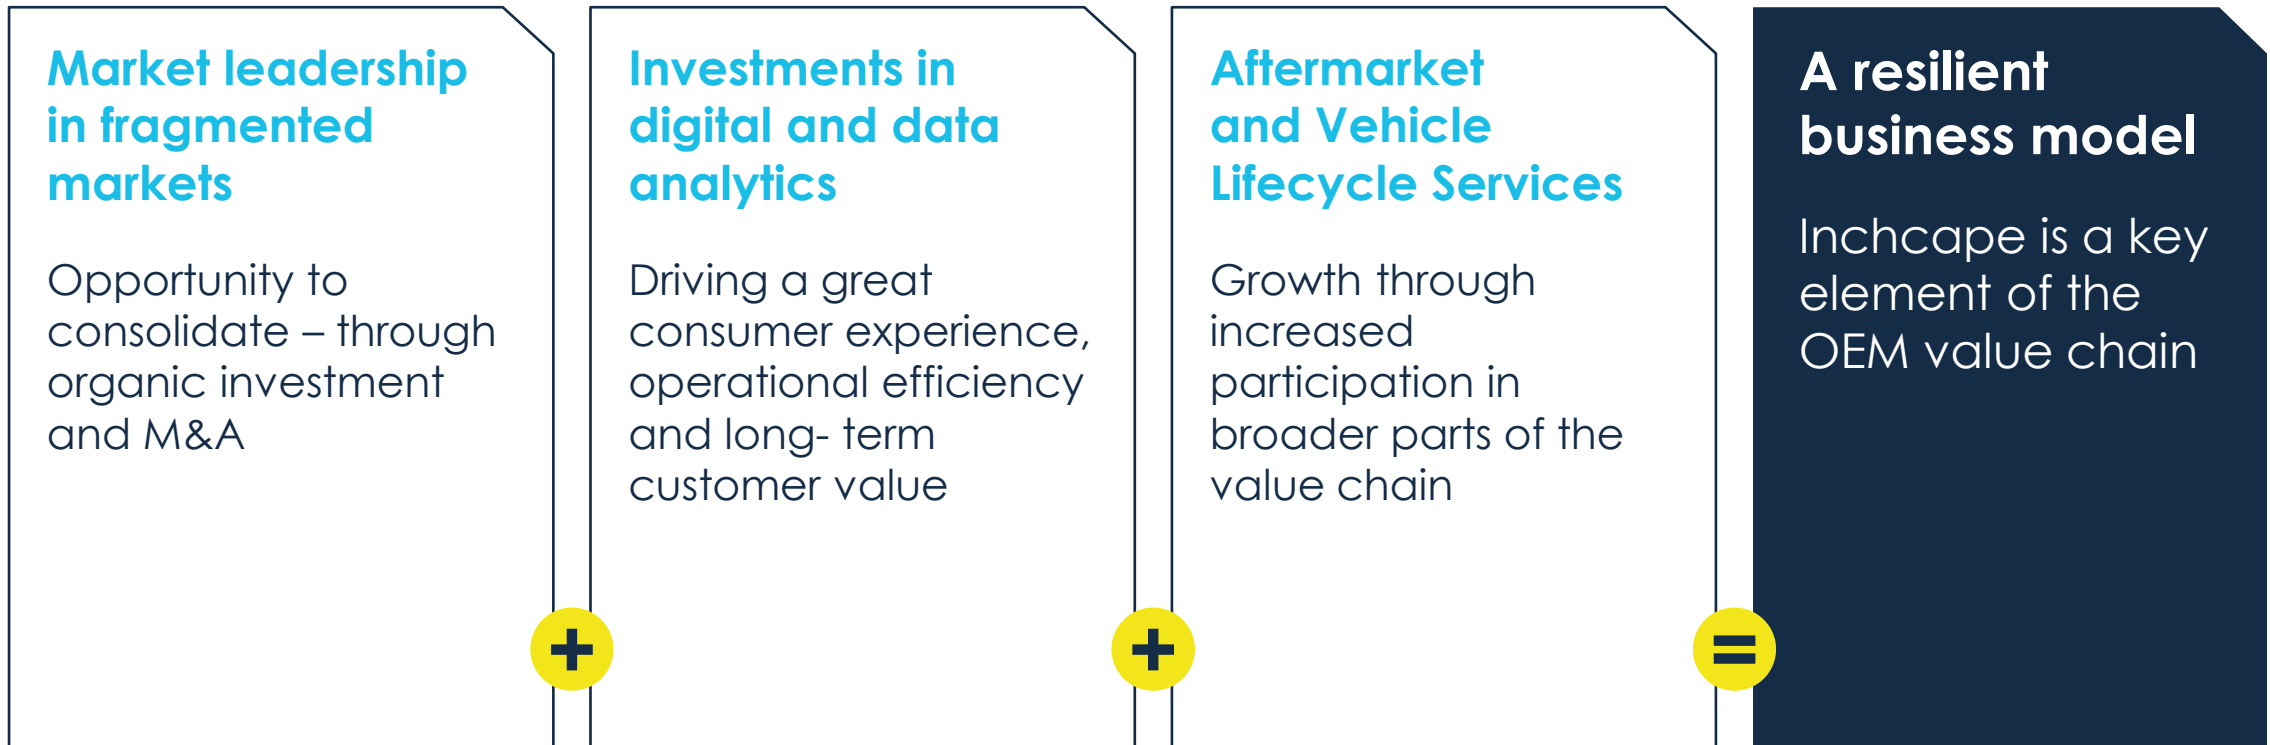 Market leadership
in fragmented
markets
Opportunity to
consolidate – through
organic investment
and M&A
+
Investments in
digital and data
analytics
Driving a great
consumer experience,
operational efficiency
and long- term
customer value
+
Aftermarket
and Vehicle
Lifecycle Services
Growth through
increased
participation in
broader parts of the
value chain
=
A resilient
business model
Inchcape is a key
element of the
OEM value chain